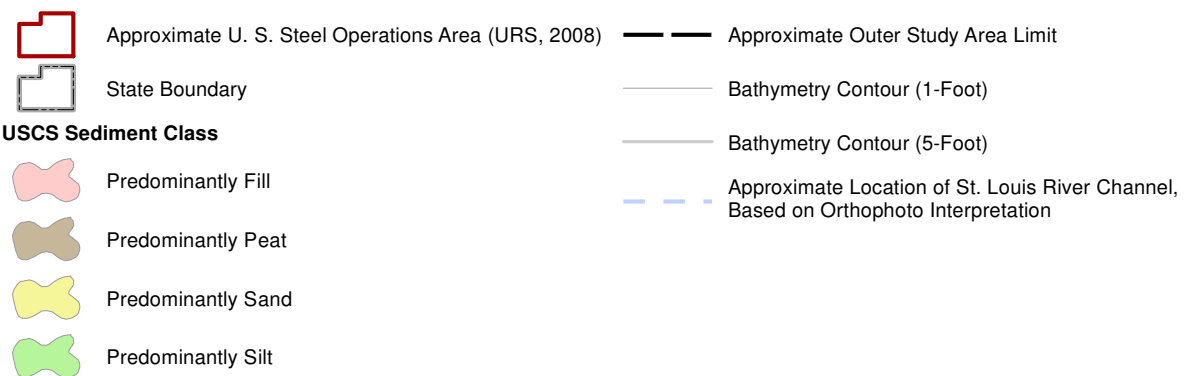 Approximate U. S. Steel Operations Area (URS, 2008)
State Boundary
USCS Sediment Class
Predominantly Fill
Predominantly Peat
Predominantly Sand
Predominantly Silt
Approximate Outer Study Area Limit
Bathymetry Contour (1-Foot)
Bathymetry Contour (5-Foot)
Approximate Location of St. Louis River Channel,
Based on Orthophoto Interpretation